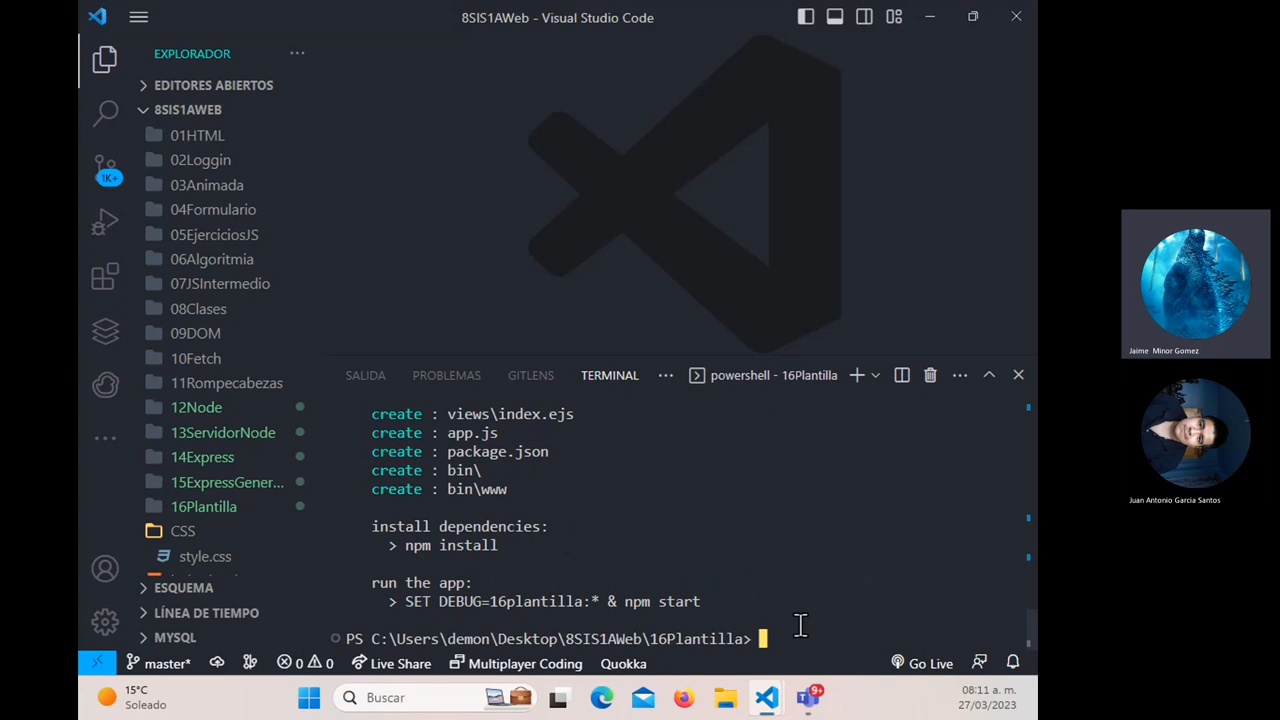 8SIS1AWeb - Visual Studio Code
EXPLORADOR
EDITORES ABIERTOS
8SIS1AWEB
01HTML
02Loggin
03Animada
1K+
04Formulario
05EjerciciosJS
06Algoritmia
07JSIntermedio
08Clases
09DOM
10Fetch
11Rompecabezas
12Node
13ServidorNode
14Express
15ExpressGener...
16Plantilla
CSS
style.css
ESQUEMA
LÍNEA DE TIEMPO
MYSQL
SALIDA PROBLEMAS GITLENS TERMINAL powershell - 16Plantilla
create : views\index.ejs
create : app.js
create : package.json
create : bin\
create : bin\www
install dependencies:
> npm install
run the app:
> SET DEBUG=16plantilla:* & npm start
PS C:\Users\demon\Desktop\8SIS1AWeb\16Plantilla>
master* 0 0 Live Share Multiplayer Coding Quokka Go Live
15°C
Soleado
Buscar
9+
08:11 a. m.
27/03/2023
Jaime Minor Gomez
Juan Antonio Garcia Santos